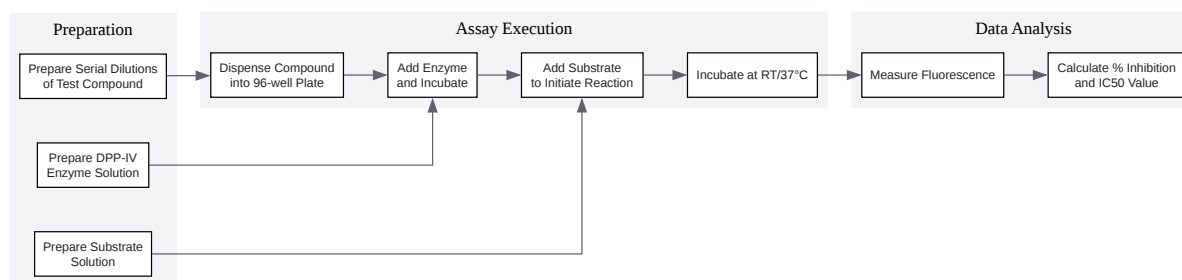 Preparation
Prepare Serial Dilutions
of Test Compound
Prepare DPP-IV
Enzyme Solution
Prepare Substrate
Solution
Assay Execution
Dispense Compound
into 96-well Plate
Add Enzyme
and Incubate
Add Substrate
to Initiate Reaction
Incubate at RT/37°C
Data Analysis
Measure Fluorescence
Calculate % Inhibition
and IC50 Value